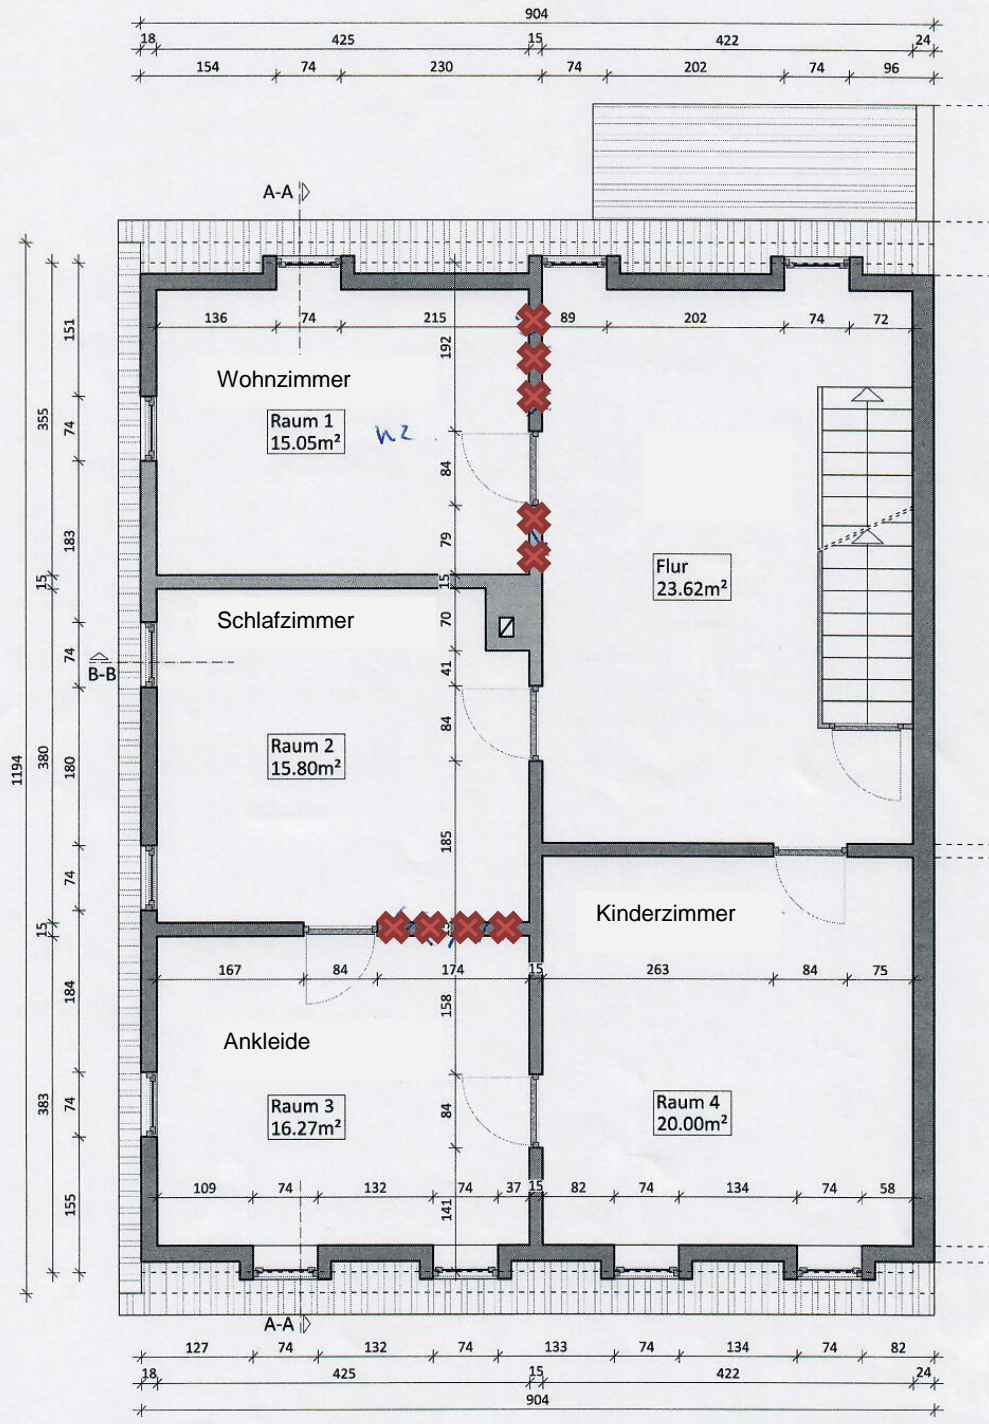 904
18 425 15 422 24
154 74 230 74 202 74 96
A-A
136 74 215 89 202 74 72
151
192
Wohnzimmer
Raum 1
15.05m²
74
355
84
183
79
15
15
Flur
23.62m²
Schlafzimmer
70
74
41
B-B
84
Raum 2
15.80m²
380
180
1194
185
74
15
Kinderzimmer
167 84 174 15 263 84 75
184
158
Ankleide
Raum 3
16.27m²
Raum 4
20.00m²
383
74
84
109 74 132 74 37 15 82 74 134 74 58
155
141
A-A
127 74 132 74 133 74 134 74 82
18 425 15 422 24
904